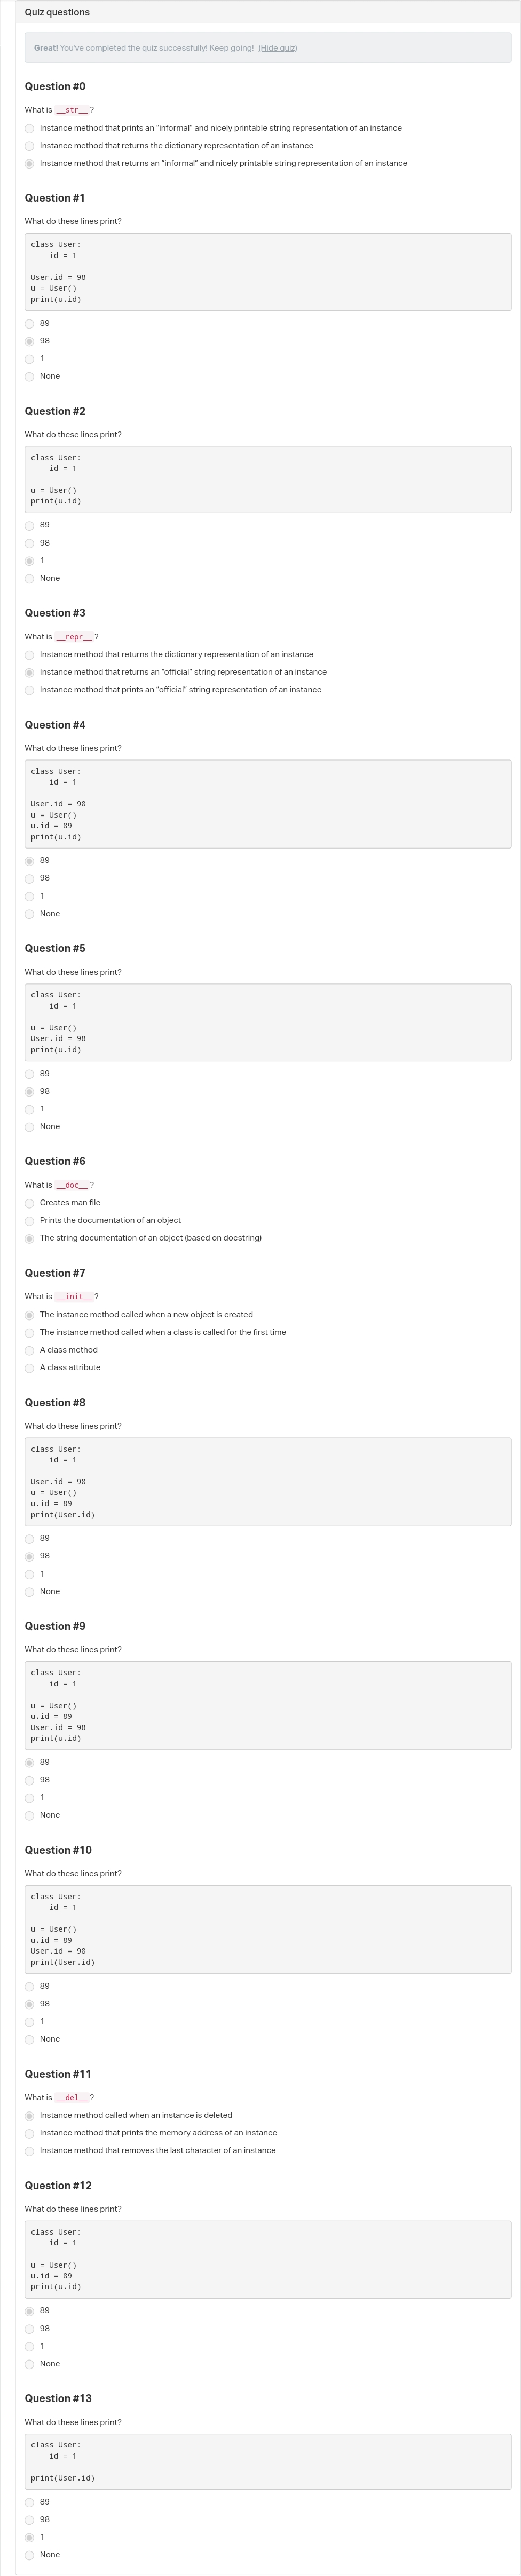 Quiz questions
Great! You've completed the quiz successfully! Keep going! (Hide quiz)
Question #0
What is __str__ ?
Instance method that prints an “informal” and nicely printable string representation of an instance
Instance method that returns the dictionary representation of an instance
Instance method that returns an “informal” and nicely printable string representation of an instance
Question #1
What do these lines print?
class User:
    id = 1
User.id = 98
u = User()
print(u.id)
89
98
1
None
Question #2
What do these lines print?
class User:
    id = 1
u = User()
print(u.id)
89
98
1
None
Question #3
What is __repr__ ?
Instance method that returns the dictionary representation of an instance
Instance method that returns an “official” string representation of an instance
Instance method that prints an “official” string representation of an instance
Question #4
What do these lines print?
class User:
    id = 1
User.id = 98
u = User()
u.id = 89
print(u.id)
89
98
1
None
Question #5
What do these lines print?
class User:
    id = 1
u = User()
User.id = 98
print(u.id)
89
98
1
None
Question #6
What is __doc__ ?
Creates man file
Prints the documentation of an object
The string documentation of an object (based on docstring)
Question #7
What is __init__ ?
The instance method called when a new object is created
The instance method called when a class is called for the first time
A class method
A class attribute
Question #8
What do these lines print?
class User:
    id = 1
User.id = 98
u = User()
u.id = 89
print(User.id)
89
98
1
None
Question #9
What do these lines print?
class User:
    id = 1
u = User()
u.id = 89
User.id = 98
print(u.id)
89
98
1
None
Question #10
What do these lines print?
class User:
    id = 1
u = User()
u.id = 89
User.id = 98
print(User.id)
89
98
1
None
Question #11
What is __del__ ?
Instance method called when an instance is deleted
Instance method that prints the memory address of an instance
Instance method that removes the last character of an instance
Question #12
What do these lines print?
class User:
    id = 1
u = User()
u.id = 89
print(u.id)
89
98
1
None
Question #13
What do these lines print?
class User:
    id = 1
print(User.id)
89
98
1
None